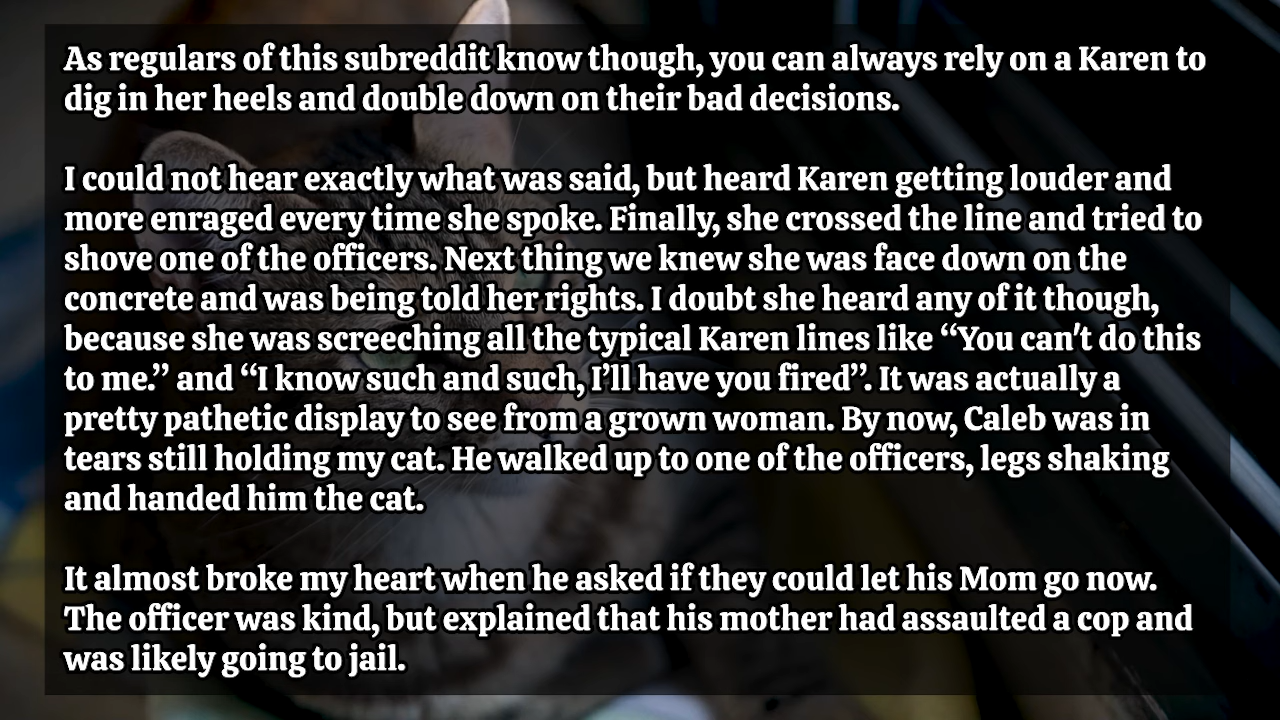 As regulars of this subreddit know though, you can always rely on a Karen to
dig in her heels and double down on their bad decisions.
I could not hear exactly what was said, but heard Karen getting louder and
more enraged every time she spoke. Finally, she crossed the line and tried to
shove one of the officers. Next thing we knew she was face down on the
concrete and was being told her rights. I doubt she heard any of it though,
because she was screeching all the typical Karen lines like “You can't do this
to me.” and “I know such and such, I’ll have you fired”. It was actually a
pretty pathetic display to see from a grown woman. By now, Caleb was in
tears still holding my cat. He walked up to one of the officers, legs shaking
and handed him the cat.
It almost broke my heart when he asked if they could let his Mom go now.
The officer was kind, but explained that his mother had assaulted a cop and
was likely going to jail.